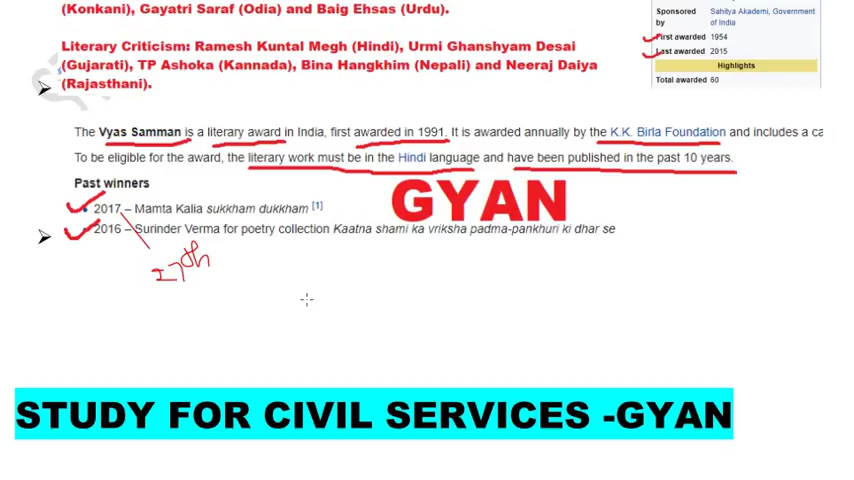 (Konkani), Gayatri Saraf (Odia) and Baig Ehsas (Urdu).
Literary Criticism: Ramesh Kuntal Megh (Hindi), Urmi Ghanshyam Desai
(Gujarati), TP Ashoka (Kannada), Bina Hangkhim (Nepali) and Neeraj Daiya
(Rajasthani).
Sponsored by Sahitya Akademi, Government of India
First awarded 1954
Last awarded 2015
Highlights
Total awarded 60
The Vyas Samman is a literary award in India, first awarded in 1991. It is awarded annually by the K.K. Birla Foundation and includes a ca
To be eligible for the award, the literary work must be in the Hindi language and have been published in the past 10 years.
Past winners
2017 – Mamta Kalia sukkham dukkham [1]
2016 – Surinder Verma for poetry collection Kaatna shami ka vriksha padma-pankhuri ki dhar se
GYAN
27th
STUDY FOR CIVIL SERVICES -GYAN